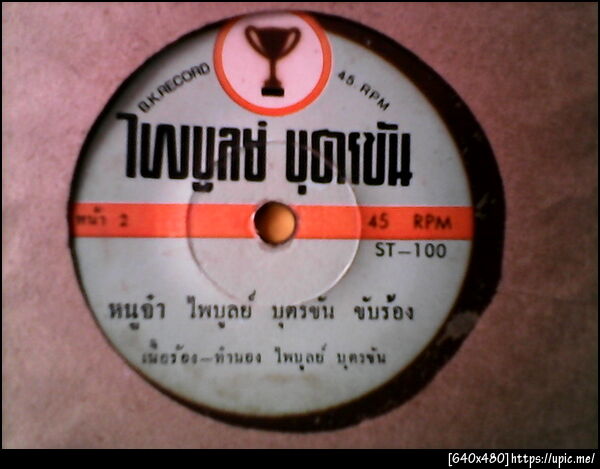 B.K.RECORD
45 RPM
ไพบูลย์ บุตรขัน
หน้า 2
45 RPM
ST-100
หนูจ๋า ไพบูลย์ บุตรขัน ขับร้อง
เนื้อร้อง-ทำนอง ไพบูลย์ บุตรขัน
[640x480]https://upic.me/